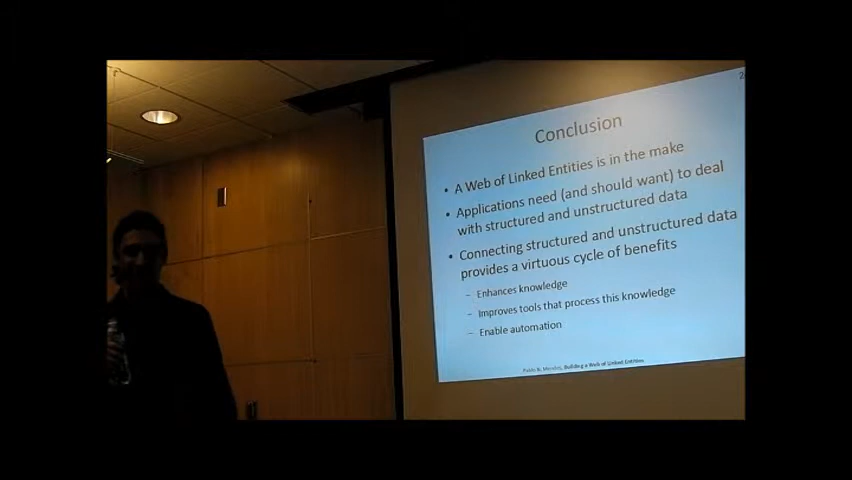 Conclusion
• A Web of Linked Entities is in the make
• Applications need (and should want) to deal
with structured and unstructured data
• Connecting structured and unstructured data
provides a virtuous cycle of benefits
– Enhances knowledge
– Improves tools that process this knowledge
– Enable automation
Pablo N. Mendes, Building a Web of Linked Entities